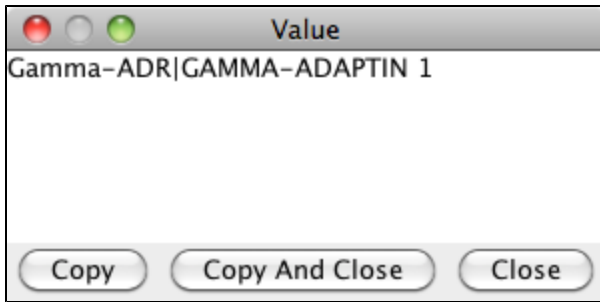 Value
Gamma-ADR|GAMMA-ADAPTIN 1
Copy
Copy And Close
Close